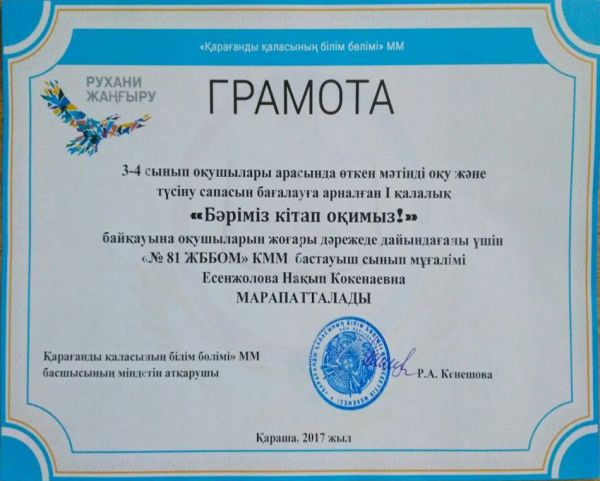 «Қарағанды қаласының білім бөлімі» ММ
РУХАНИ
ЖАҢҒЫРУ
ГРАМОТА
3-4 сынып оқушылары арасында өткен мәтінді оқу және
түсіну сапасын бағалауға арналған I қалалық
«Бәріміз кітап оқимыз!»
байқауына оқушыларын жоғары дәрежеде дайындағаны үшін
«№ 81 ЖББОМ» КММ бастауыш сынып мұғалімі
Есенжолова Нақып Кокенаевна
МАРАПАТТАЛАДЫ
Қарағанды қаласының білім бөлімі» ММ
басшысының міндетін атқарушы
Р.А. Кенешова
Қараша. 2017 жыл